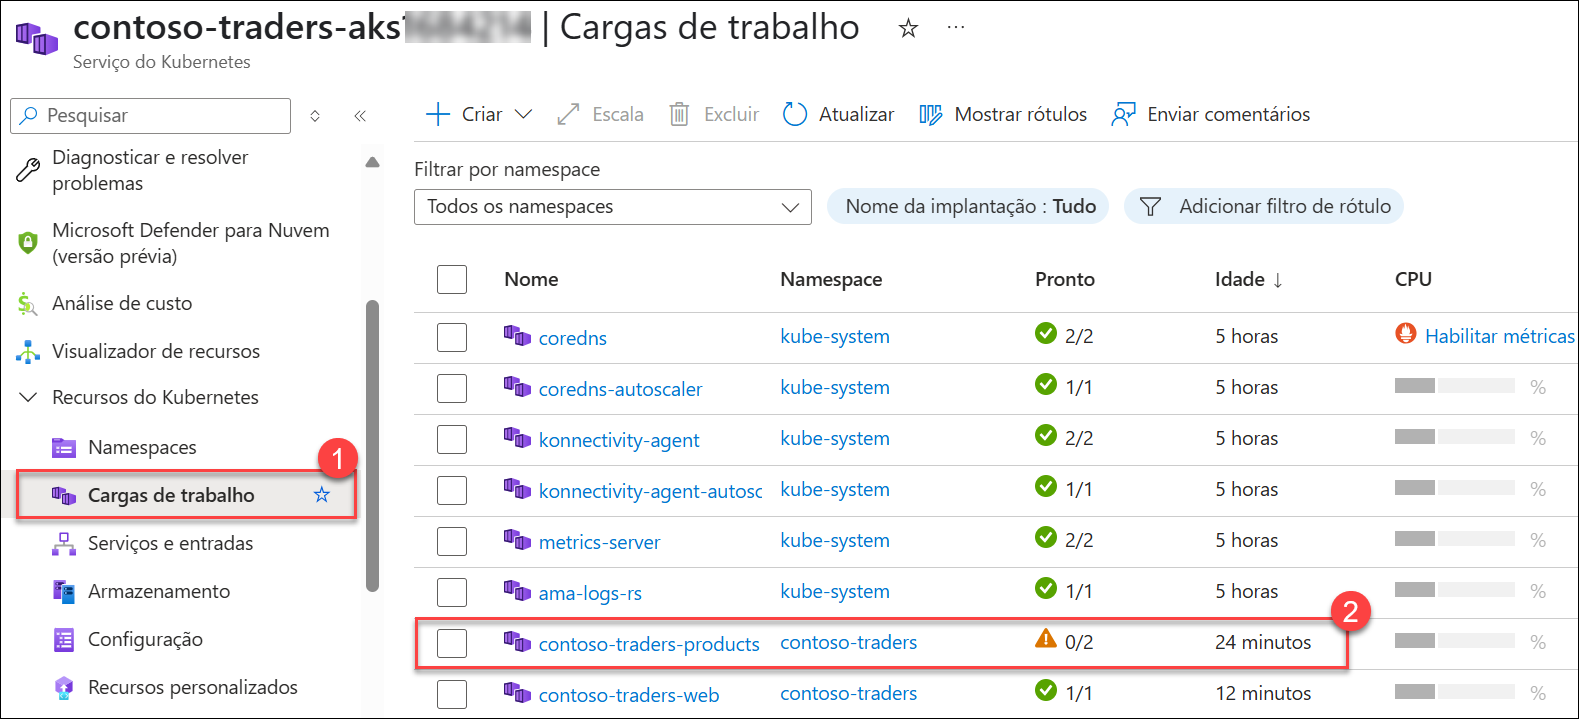 contoso-traders-aks | Cargas de trabalho
Serviço do Kubernetes
Pesquisar
Criar
Escala
Excluir
Atualizar
Mostrar rótulos
Enviar comentários
Diagnosticar e resolver
problemas
Microsoft Defender para Nuvem
(versão prévia)
Análise de custo
Visualizador de recursos
Recursos do Kubernetes
Namespaces
1
Cargas de trabalho
Serviços e entradas
Armazenamento
Configuração
Recursos personalizados
Filtrar por namespace
Todos os namespaces
Nome da implantação : Tudo
Adicionar filtro de rótulo
Nome Namespace Pronto Idade ↓ CPU
coredns kube-system 2/2 5 horas Habilitar métricas
coredns-autoscaler kube-system 1/1 5 horas %
konnectivity-agent kube-system 2/2 5 horas %
konnectivity-agent-autosc kube-system 1/1 5 horas %
metrics-server kube-system 2/2 5 horas %
ama-logs-rs kube-system 1/1 5 horas %
2
contoso-traders-products contoso-traders 0/2 24 minutos %
contoso-traders-web contoso-traders 1/1 12 minutos %